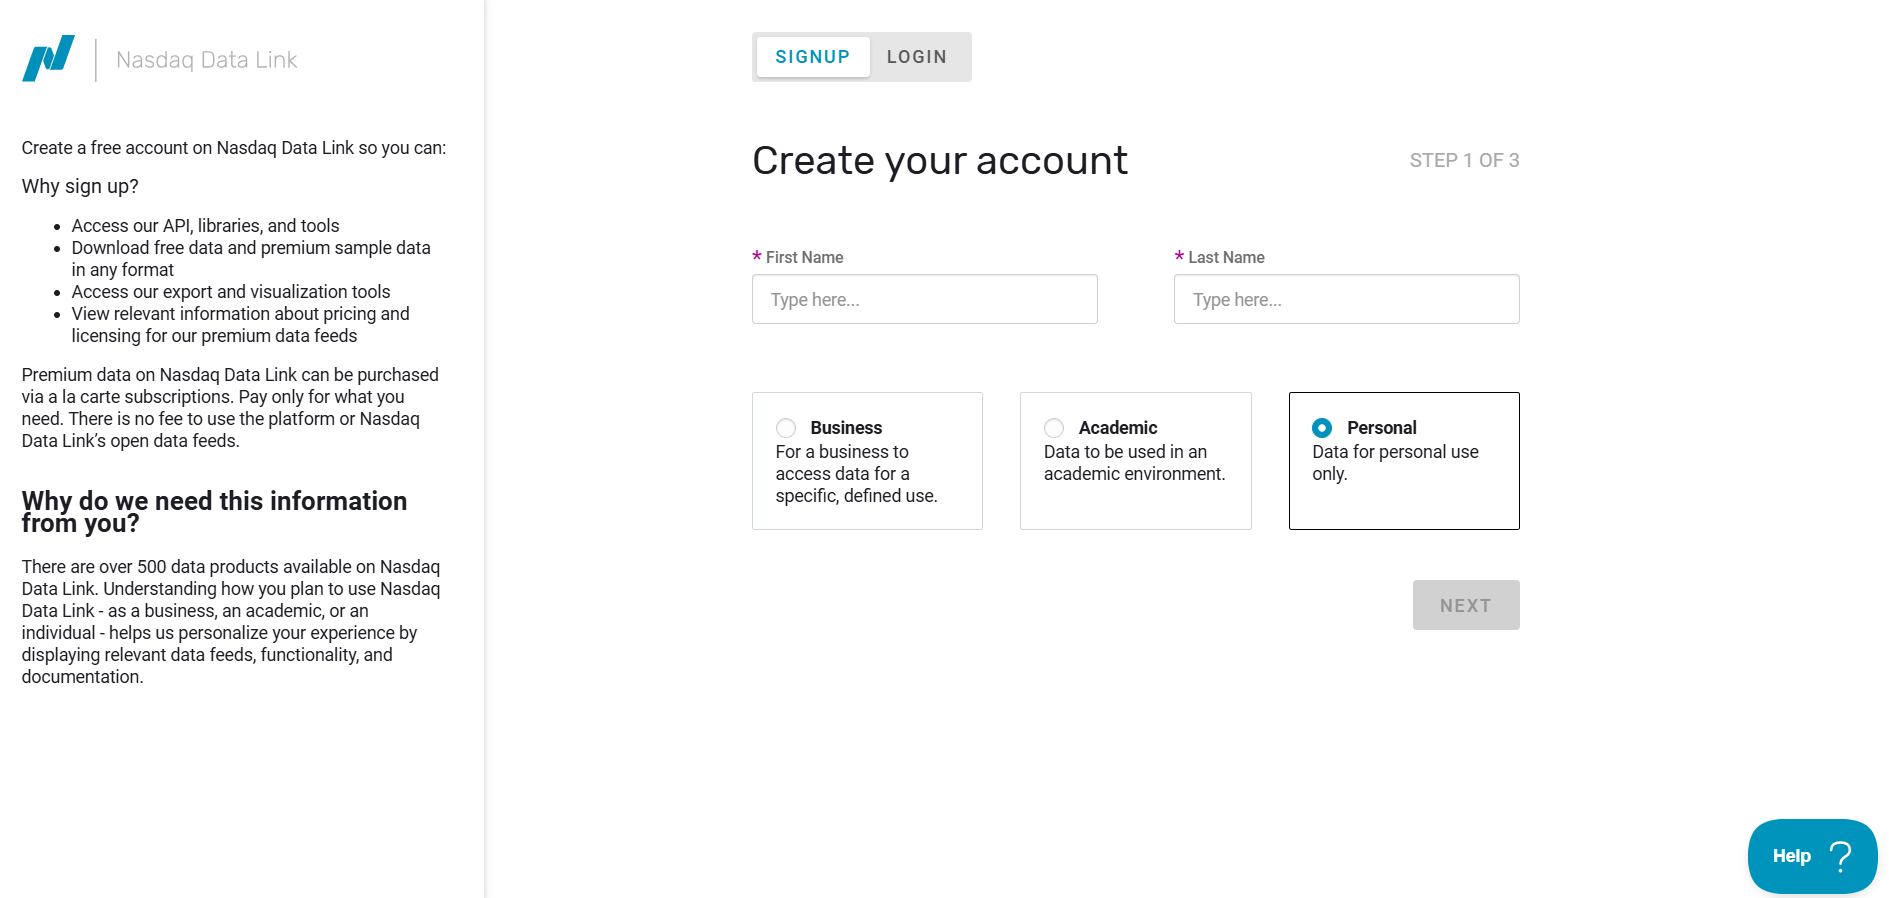 Nasdaq Data Link
Create a free account on Nasdaq Data Link so you can:
Why sign up?
• Access our API, libraries, and tools
• Download free data and premium sample data
in any format
• Access our export and visualization tools
• View relevant information about pricing and
licensing for our premium data feeds
Premium data on Nasdaq Data Link can be purchased
via a la carte subscriptions. Pay only for what you
need. There is no fee to use the platform or Nasdaq
Data Link’s open data feeds.
Why do we need this information
from you?
There are over 500 data products available on Nasdaq
Data Link. Understanding how you plan to use Nasdaq
Data Link - as a business, an academic, or an
individual - helps us personalize your experience by
displaying relevant data feeds, functionality, and
documentation.
SIGNUP LOGIN
Create your account
STEP 1 OF 3
* First Name
Type here...
* Last Name
Type here...
Business
For a business to
access data for a
specific, defined use.
Academic
Data to be used in an
academic environment.
Personal
Data for personal use
only.
NEXT
Help ?